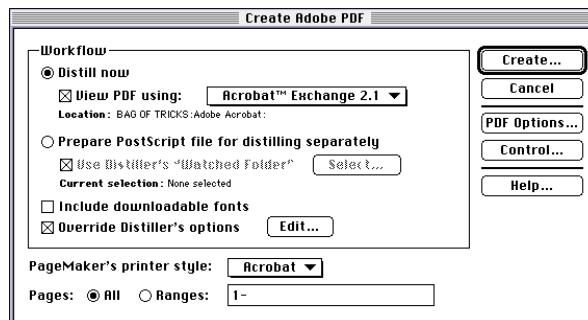 Create Adobe PDF
Workflow
Distill now
View PDF using: Acrobat™ Exchange 2.1
Location: BAG OF TRICKS:Adobe Acrobat:
Prepare PostScript file for distilling separately
Use Distiller's "Watched Folder" Select...
Current selection: None selected
Include downloadable fonts
Override Distiller's options Edit...
PageMaker's printer style: Acrobat
Pages: All Ranges: 1-
Create...
Cancel
PDF Options...
Control...
Help...